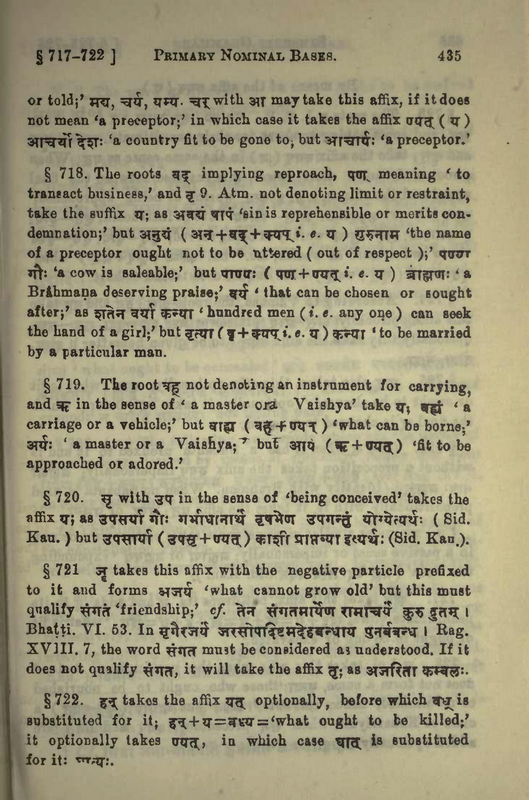 § 717-722 ] PRIMARY NOMINAL BASES. 435
or told;’ मद्य, चर्य, यम्य. चर् with आ may take this affix, if it does
not mean ‘a preceptor;’ in which case it takes the affix ण्यत् ( य )
आचर्यो देशः ‘a country fit to be gone to, but आचार्यः ‘a preceptor.’
§ 718. The roots वद् implying reproach, पण् meaning ‘ to
transact business,’ and वृ 9. Atm. not denoting limit or restraint,
take the suffix य; as अवद्यं पापं ‘sin is reprehensible or merits con-
demnation;’ but अनुद्यं ( अन्+वद्+क्यप् i. e. य ) गुरुनाम ‘the name
of a preceptor ought not to be uttered ( out of respect );’ पण्या
गौः ‘a cow is saleable;’ but पाण्यः ( पण+ण्यत् i. e. य ) ब्राह्मणः ‘ a
Brâhmaṇa deserving praise;’ वर्य ‘ that can be chosen or sought
after;’ as शतेन वर्या कन्या ‘ hundred men ( i. e. any one ) can seek
the hand of a girl;’ but वृत्या ( वृ+क्यप् i. e. य ) कन्या ‘ to be married
by a particular man.
§ 719. The root वह् not denoting an instrument for carrying,
and ऋ in the sense of ‘ a master or a Vaishya’ take य; वह्यं ‘ a
carriage or a vehicle;’ but वाह्य ( वह्+ण्यत् ) ‘what can be borne;’
अर्यः ‘ a master or a Vaishya;’ but आर्य (ऋ+ण्यत्) ‘fit to be
approached or adored.’
§ 720. सृ with उप in the sense of ‘being conceived’ takes the
affix य; as उपसर्या गौः गर्भाधानार्थे वृषभेण उपगन्तुं योग्येत्यर्थः ( Sid.
Kau. ) but उपसार्या ( उपसृ+ण्यत् ) काशी प्राप्तव्या इत्यर्थः (Sid. Kau.).
§ 721 जॄ takes this affix with the negative particle prefixed
to it and forms अजर्य ‘what cannot grow old’ but this must
qualify संगतं ‘friendship;’ cf. तेन संगतमार्येण रामाजर्यं कुरु द्रुतम् ।
Bhaṭṭi. VI. 53. In मृगैरजर्यं जरसोपदिष्टमदेहबन्धाय पुनर्बबन्ध । Rag.
XVIII. 7, the word संगत must be considered as understood. If it
does not qualify संगत, it will take the affix तृ; as अजरिता कम्बलः.
§ 722. हन् takes the affix यत् optionally, before which वध् is
substituted for it; हन्+य=वध्य=‘what ought to be killed;’
it optionally takes ण्यत्, in which case घात् is substituted
for it: